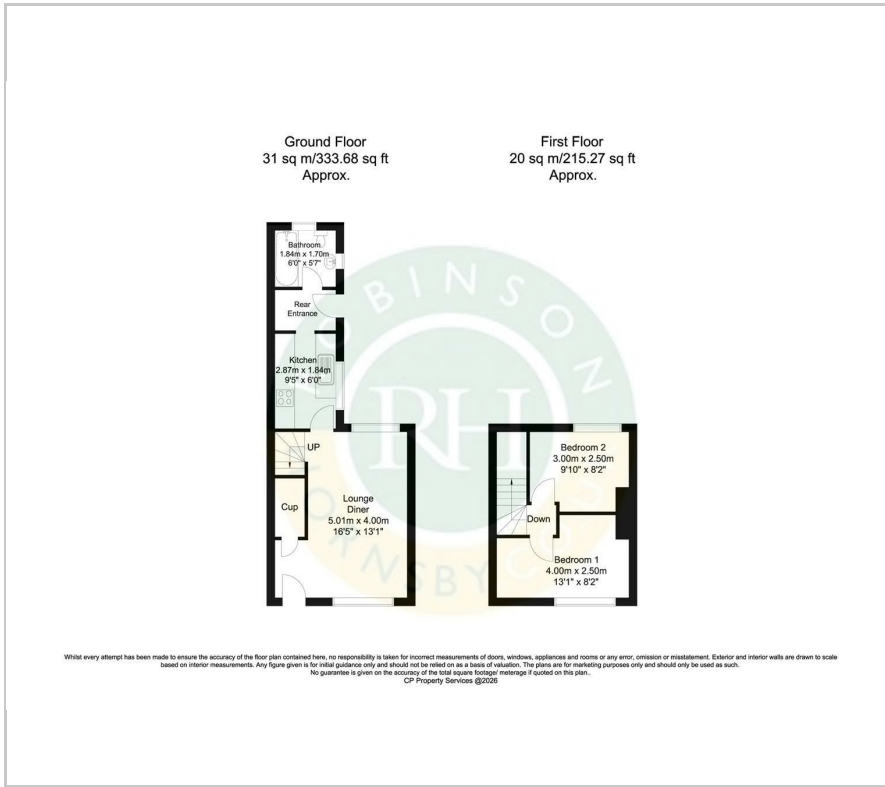 Ground Floor
31 sq m/333.68 sq ft
Approx.
First Floor
20 sq m/215.27 sq ft
Approx.
Bathroom
1.84m x 1.70m
6'0" x 5'7"
Rear
Entrance
Kitchen
2.87m x 1.84m
9'5" x 6'0"
UP
Cup
Lounge
Diner
5.01m x 4.00m
16'5" x 13'1"
Bedroom 2
3.00m x 2.50m
9'10" x 8'2"
Down
Bedroom 1
4.00m x 2.50m
13'1" x 8'2"
ROBINSON
RH
HORNSBY
Whilst every attempt has been made to ensure the accuracy of the floor plan contained here, no responsibility is taken for incorrect measurements of doors, windows, appliances and rooms or any error, omission or misstatement. Exterior and interior walls are drawn to scale
based on interior measurements. Any figure given is for initial guidance only and should not be relied on as a basis of valuation. The plans are for marketing purposes only and should only be used as such.
No guarantee is given on the accuracy of the total square footage/ meterage if quoted on this plan..
CP Property Services @2026